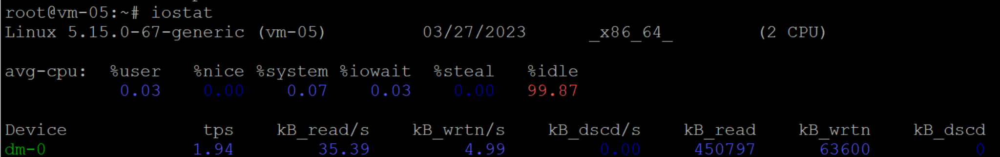 root@vm-05:~# iostat
Linux 5.15.0-67-generic (vm-05) 03/27/2023 _x86_64_ (2 CPU)
avg-cpu: %user %nice %system %iowait %steal %idle
0.03 0.00 0.07 0.03 0.00 99.87
Device tps kB_read/s kB_wrtn/s kB_dscd/s kB_read kB_wrtn kB_dscd
dm-0 1.94 35.39 4.99 0.00 450797 63600 0